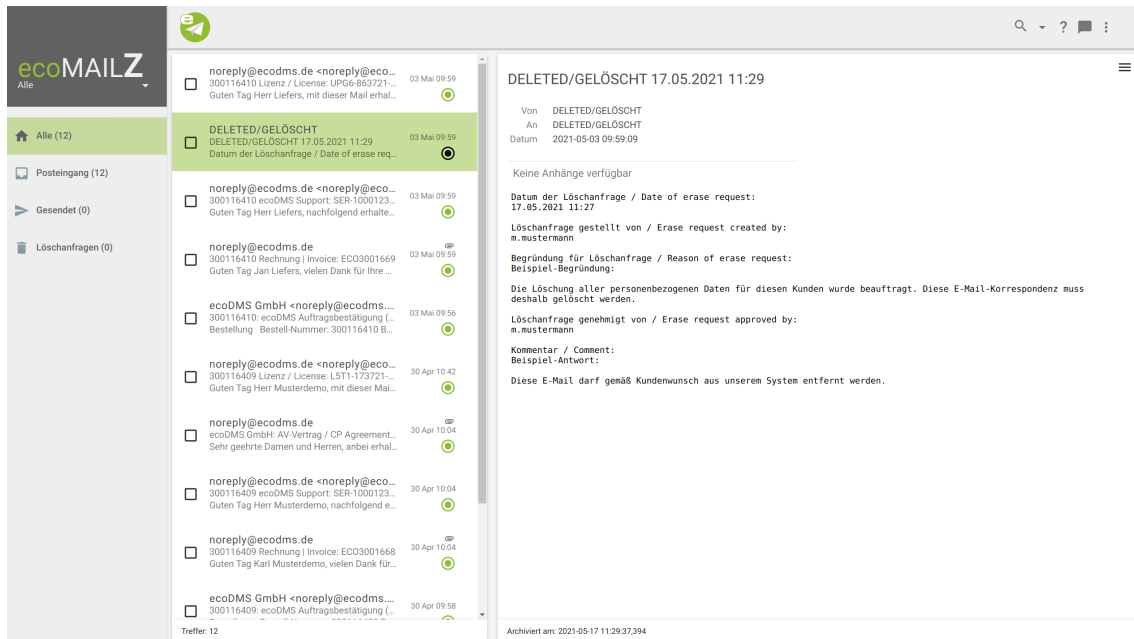 ecoMAILZ
Alle
Alle (12)
Posteingang (12)
Gesendet (0)
Löschanfragen (0)
e
?
noreply@ecodms.de <noreply@eco...
03 Mai 09:59
300116410 Lizenz / License: UPG6-863721-...
Guten Tag Herr Liefers, mit dieser Mail erhal...
DELETED/GELÖSCHT
03 Mai 09:59
DELETED/GELÖSCHT 17.05.2021 11:29
Datum der Löschanfrage / Date of erase req...
noreply@ecodms.de <noreply@eco...
03 Mai 09:59
300116410 ecoDMS Support: SER-1000123...
Guten Tag Herr Liefers, nachfolgend erhalte...
noreply@ecodms.de
03 Mai 09:59
300116410 Rechnung | Invoice: ECO3001669
Guten Tag Jan Liefers, vielen Dank für Ihre ...
ecoDMS GmbH <noreply@ecodms....
03 Mai 09:56
300116410: ecoDMS Auftragsbestätigung (...
Bestellung Bestell-Nummer: 300116410 B...
noreply@ecodms.de <noreply@eco...
30 Apr 10:42
300116409 Lizenz / License: L5T1-173721-...
Guten Tag Herr Musterdemo, mit dieser Mai...
noreply@ecodms.de
30 Apr 10:04
ecoDMS GmbH: AV-Vertrag / CP Agreement...
Sehr geehrte Damen und Herren, anbei erhal...
noreply@ecodms.de <noreply@eco...
30 Apr 10:04
300116409 ecoDMS Support: SER-1000123...
Guten Tag Herr Musterdemo, nachfolgend e...
noreply@ecodms.de
30 Apr 10:04
300116409 Rechnung | Invoice: ECO3001668
Guten Tag Karl Musterdemo, vielen Dank für...
ecoDMS GmbH <noreply@ecodms....
30 Apr 09:58
300116409: ecoDMS Auftragsbestätigung (...
Treffer: 12
DELETED/GELÖSCHT 17.05.2021 11:29
Von DELETED/GELÖSCHT
An DELETED/GELÖSCHT
Datum 2021-05-03 09:59:09
Keine Anhänge verfügbar
Datum der Löschanfrage / Date of erase request:
17.05.2021 11:27
Löschanfrage gestellt von / Erase request created by:
m.mustermann
Begründung für Löschanfrage / Reason of erase request:
Beispiel-Begründung:
Die Löschung aller personenbezogenen Daten für diesen Kunden wurde beauftragt. Diese E-Mail-Korrespondenz muss
deshalb gelöscht werden.
Löschanfrage genehmigt von / Erase request approved by:
m.mustermann
Kommentar / Comment:
Beispiel-Antwort:
Diese E-Mail darf gemäß Kundenwunsch aus unserem System entfernt werden.
Archiviert am: 2021-05-17 11:29:37,394